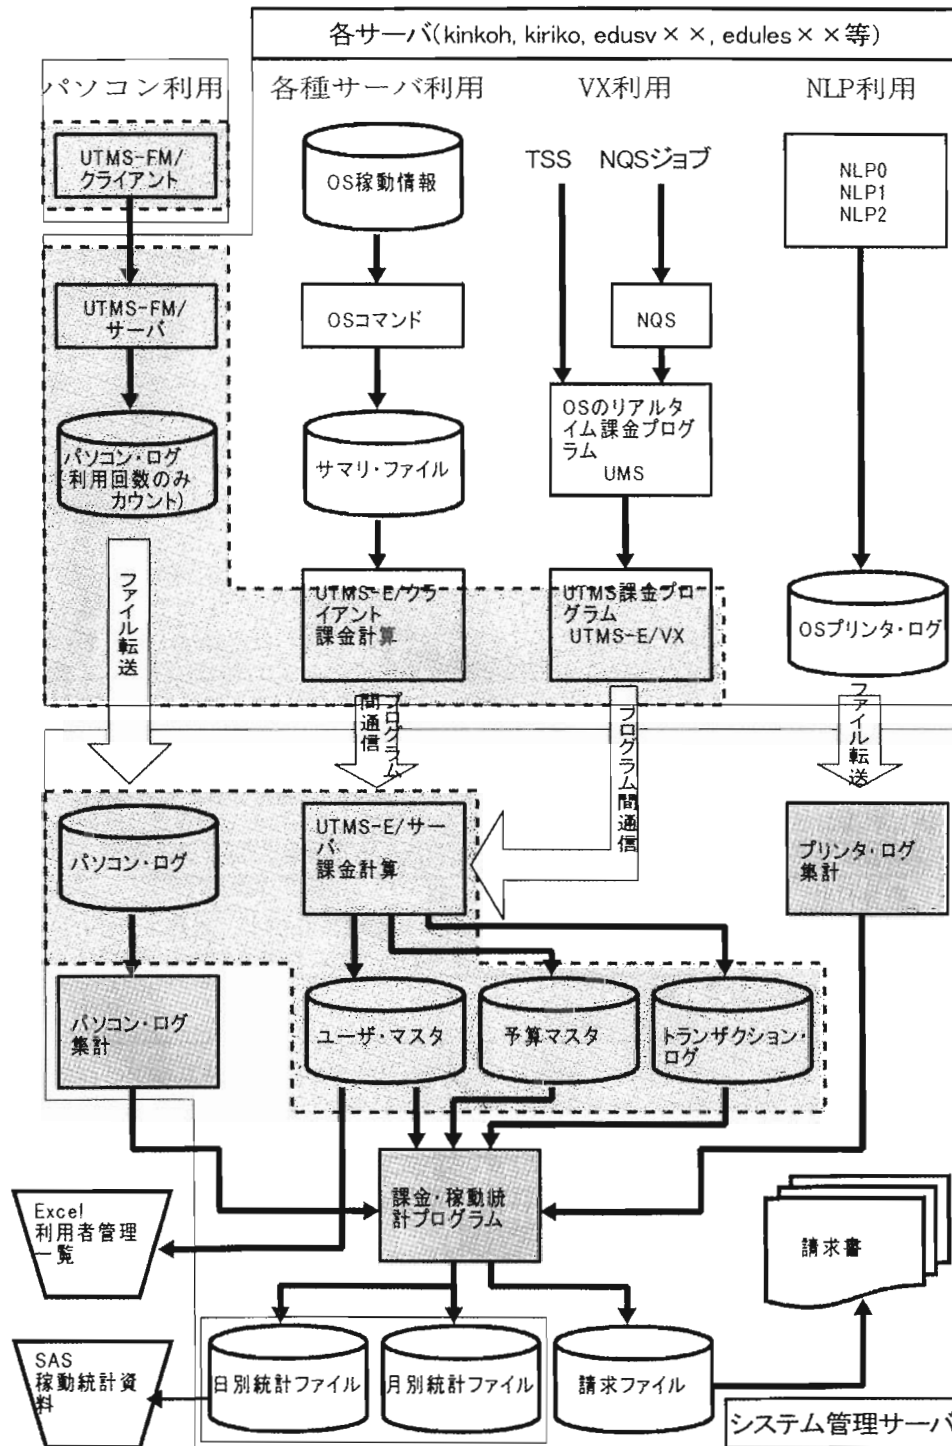 各サーバ(kinkoh, kiriko, edusv××, edules××等)
パソコン利用
各種サーバ利用
VX利用
NLP利用
UTMS-FM/
クライアント
OS稼動情報
TSS
NQSジョブ
NLP0
NLP1
NLP2
UTMS-FM/
サーバ
OSコマンド
NQS
パソコン・ログ
(利用回数のみ
カウント)
サマリ・ファイル
OSのリアルタ
イム課金プログ
ラム
UMS
ファイル転送
UTMS-E/クラ
イアント
課金計算
UTMS課金プロ
グラム
UTMS-E/VX
OSプリンタ・ログ
プログラム
間通信
プログラム間通信
ファイル転送
パソコン・ログ
UTMS-E/サー
バ
課金計算
プリンタ・ログ
集計
パソコン・ログ
集計
ユーザ・マスタ
予算マスタ
トランザクション・
ログ
課金・稼動統
計プログラム
Excel
利用者管理
一覧
請求書
SAS
稼動統計資
料
日別統計ファイル
月別統計ファイル
請求ファイル
システム管理サーバ